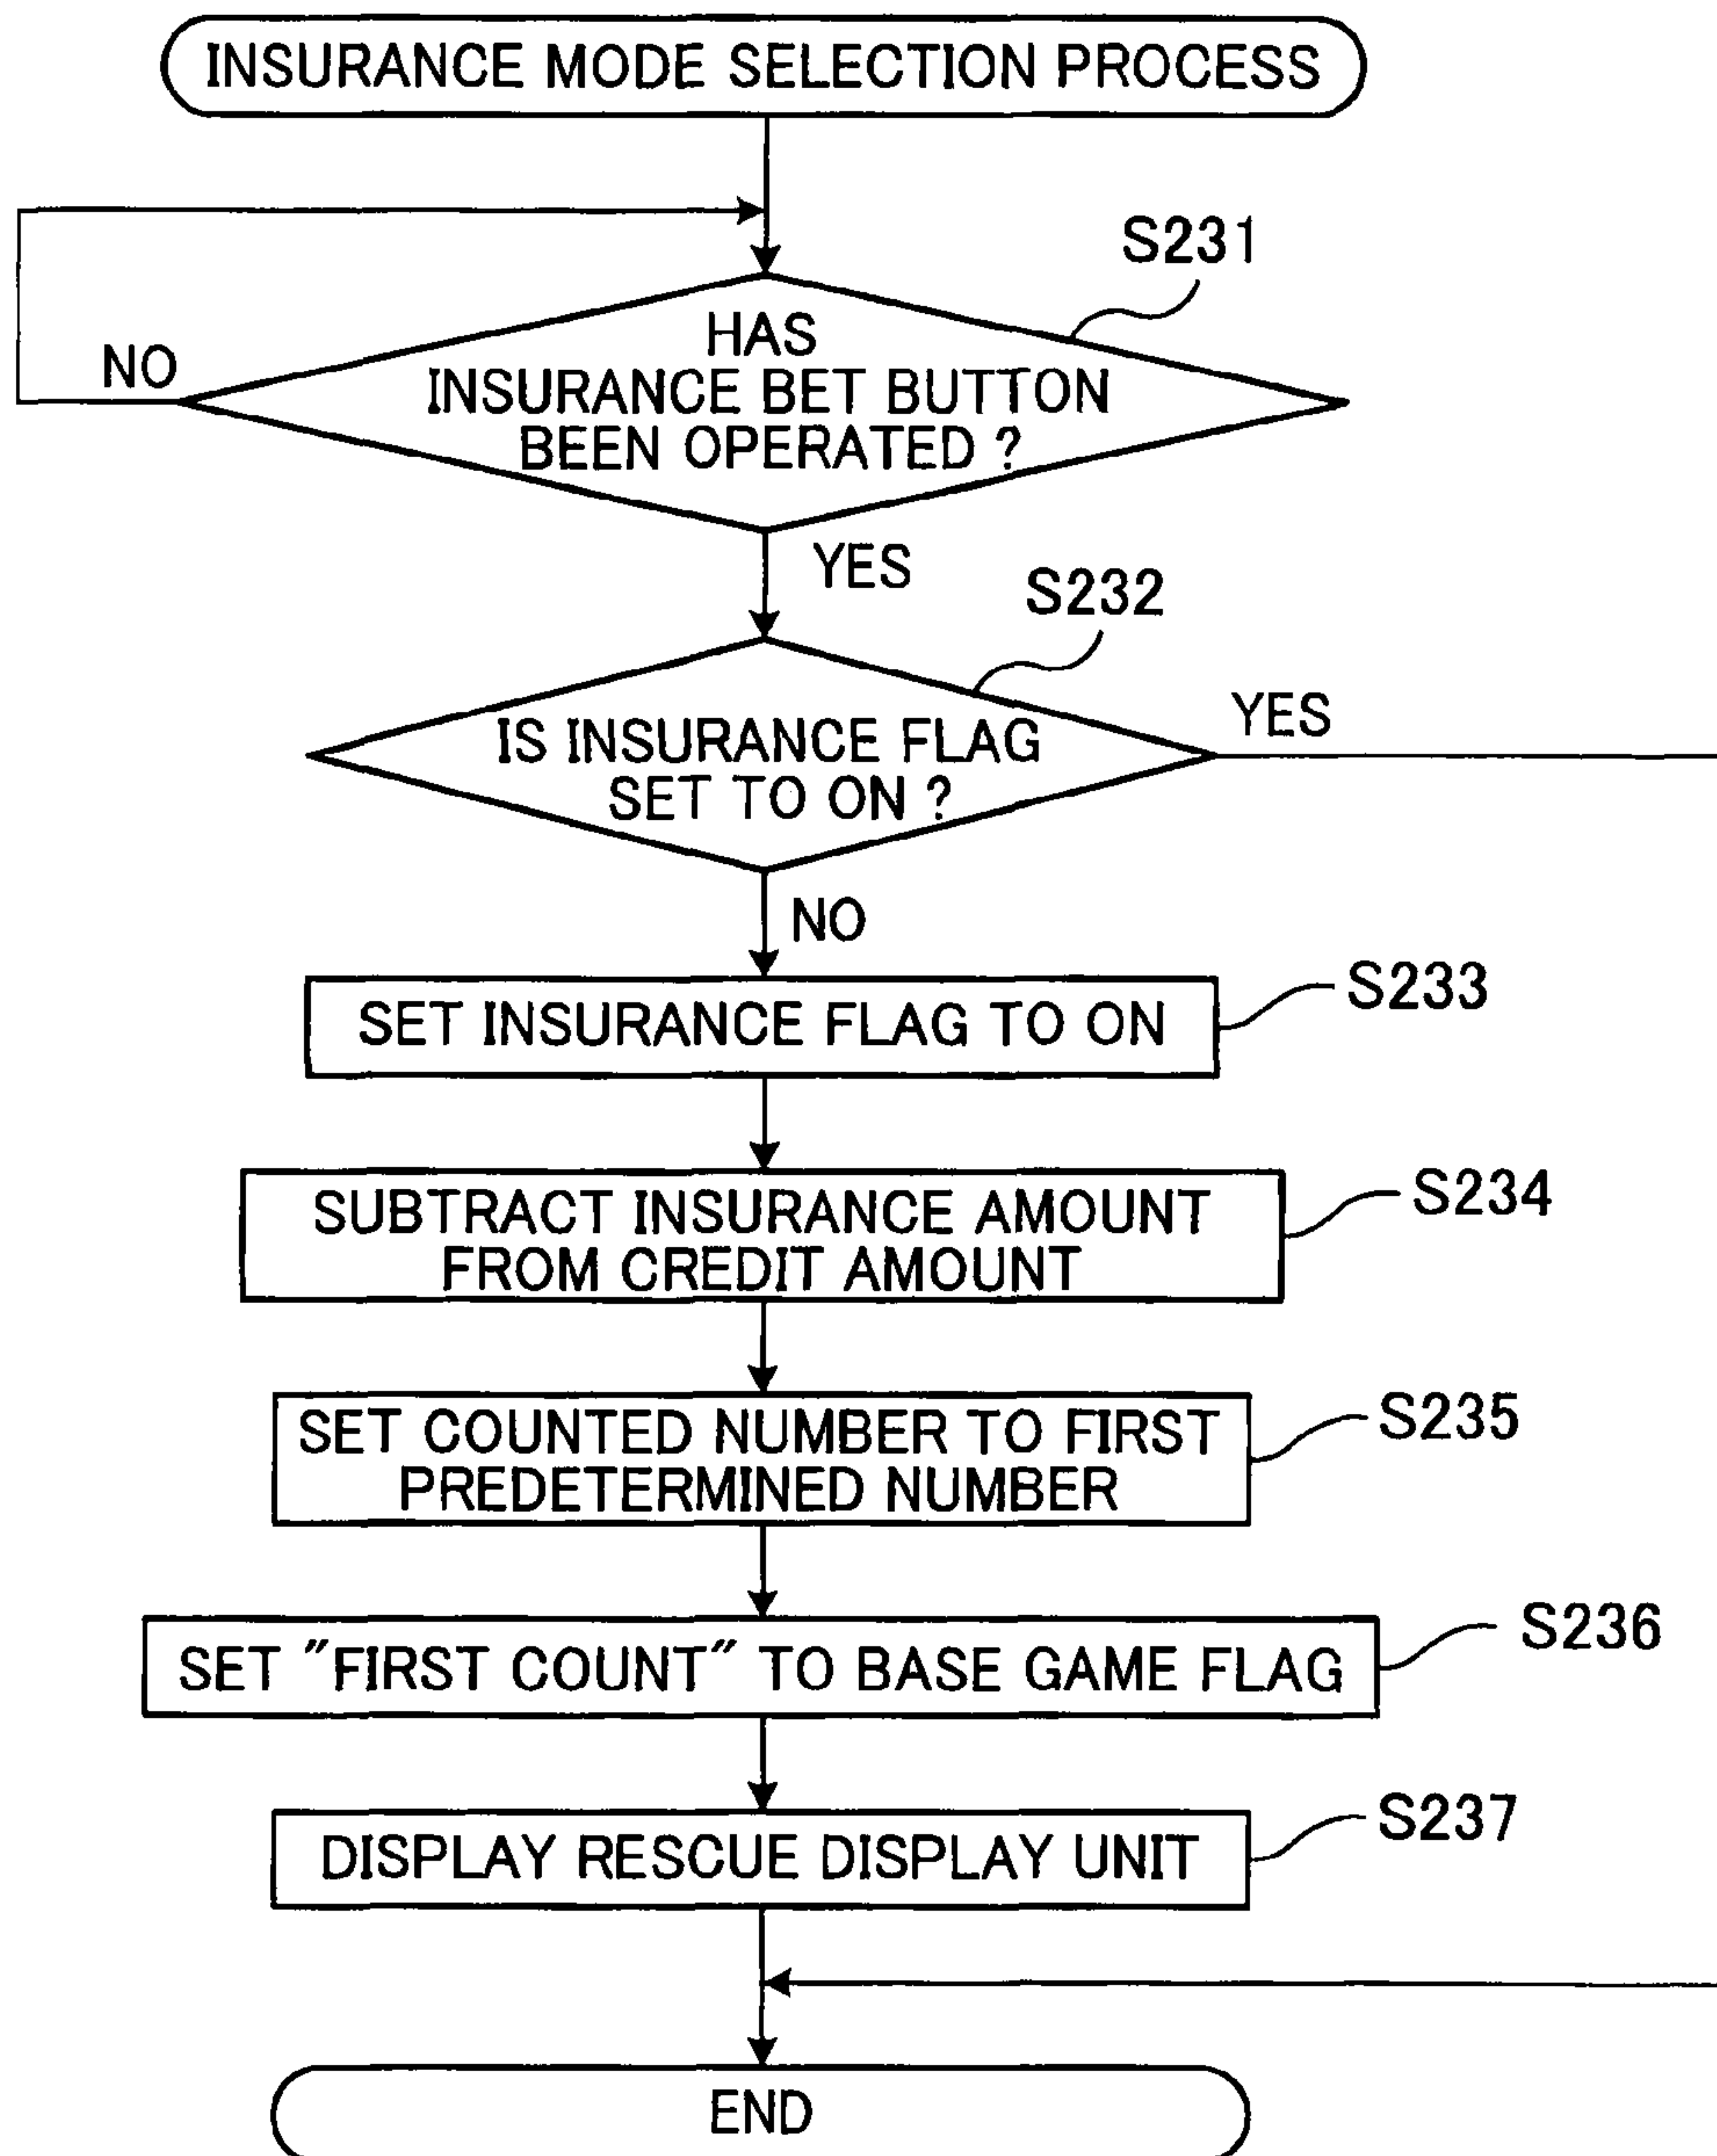 INSURANCE MODE SELECTION PROCESS
S231
HAS
NO
INSURANCE BET BUTTON
BEEN OPERATED ?
YES
S232
YES
IS INSURANCE FLAG
SET TO ON ?
NO
S233
SET INSURANCE FLAG TO ON
S234
SUBTRACT INSURANCE AMOUNT
FROM CREDIT AMOUNT
S235
SET COUNTED NUMBER TO FIRST
PREDETERMINED NUMBER
S236
SET "FIRST COUNT" TO BASE GAME FLAG
S237
DISPLAY RESCUE DISPLAY UNIT
END